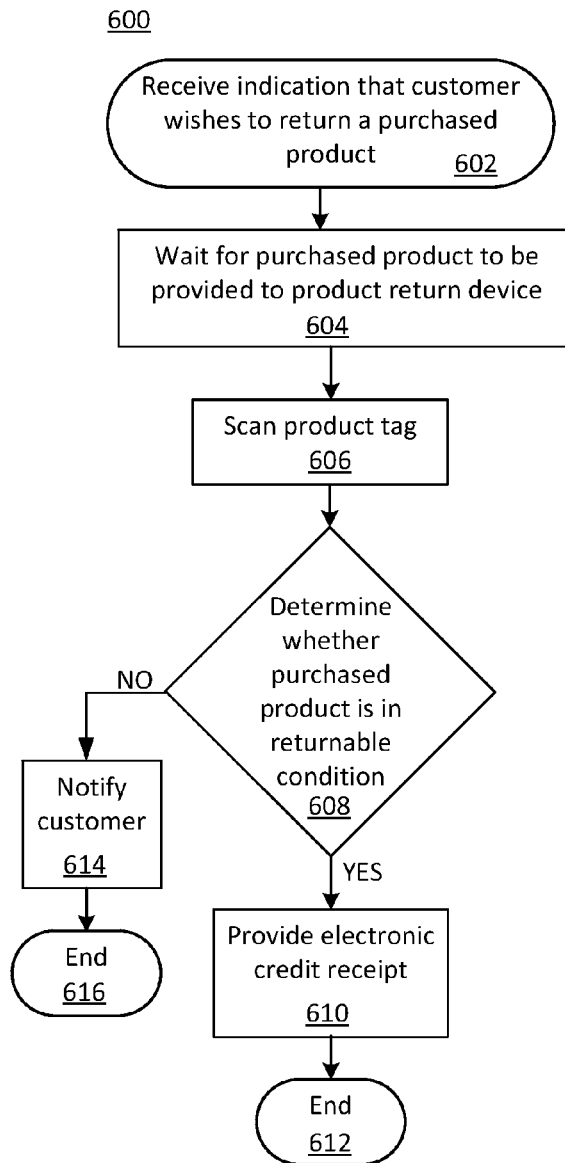 600
Receive indication that customer
wishes to return a purchased
product
602
Wait for purchased product to be
provided to product return device
604
Scan product tag
606
Determine
whether
purchased
product is in
returnable
condition
608
NO
Notify
customer
614
End
616
YES
Provide electronic
credit receipt
610
End
612